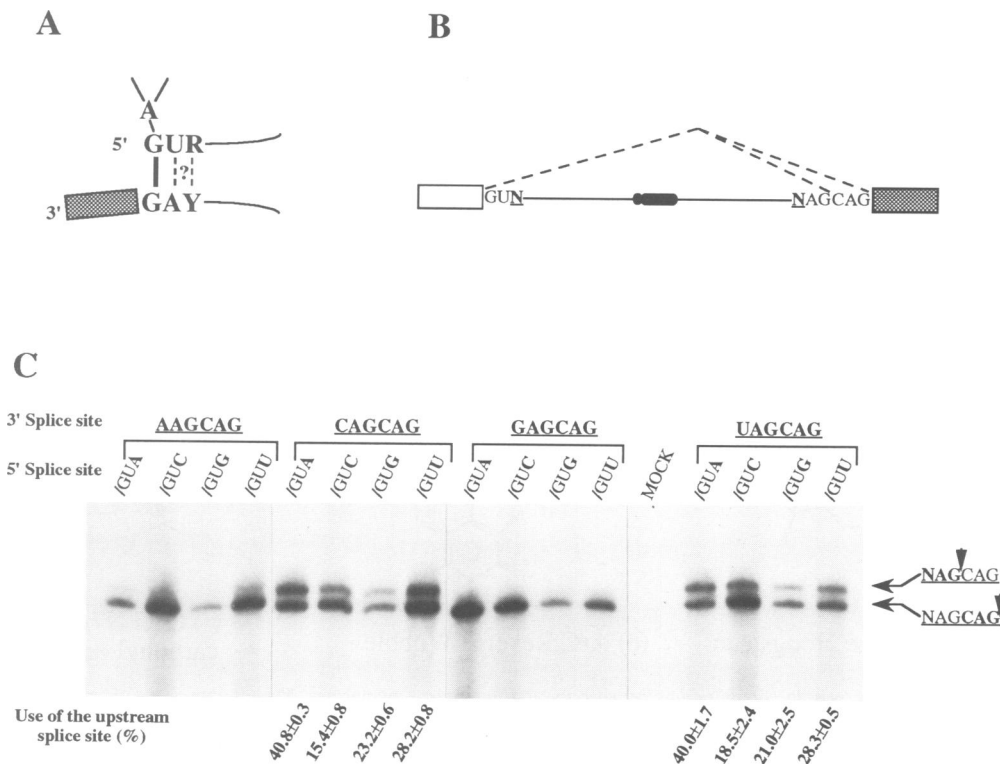 A
B
A
5' GUR
?
3' GAY
GUN
NAGCAG
C
3' Splice site
AAGCAG CAGCAG GAGCAG UAGCAG
5' Splice site
/GUA /GUC /GUG /GUU /GUA /GUC /GUG /GUU /GUA /GUC /GUG /GUU MOCK /GUA /GUC /GUG /GUU
NAGCAG
NAGCAG
Use of the upstream
splice site (%)
40.8±0.3 15.4±0.8 23.2±0.6 28.2±0.8 40.0±1.7 18.5±2.4 21.0±2.5 28.3±0.5